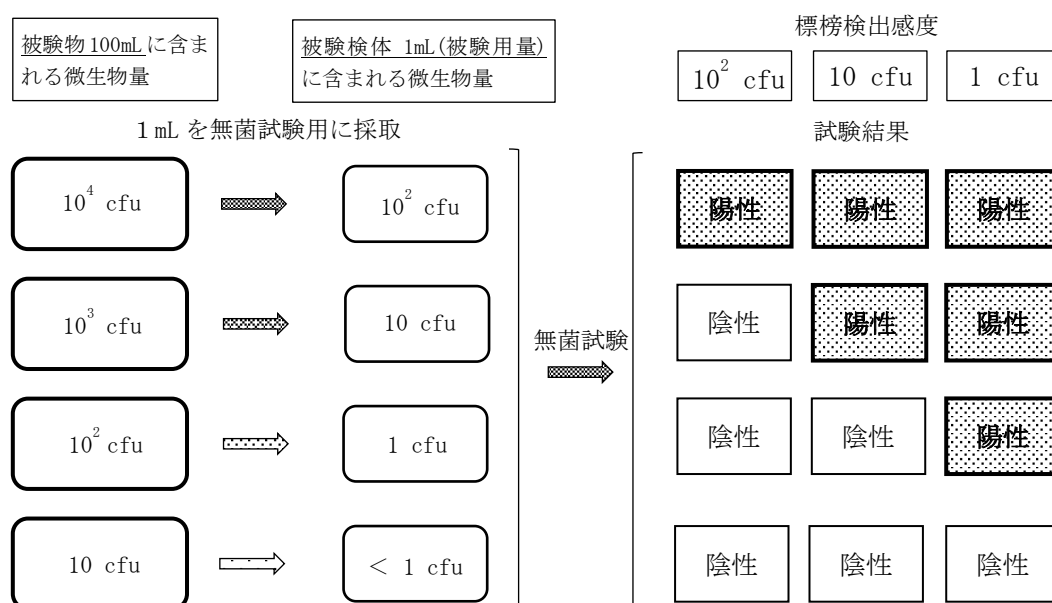 被験物100mLに含ま
れる微生物量
被験検体 1mL(被験用量)
に含まれる微生物量
標榜検出感度
10² cfu
10 cfu
1 cfu
1mLを無菌試験用に採取
試験結果
10⁴ cfu
10² cfu
陽性
陽性
陽性
10³ cfu
10 cfu
陰性
陽性
陽性
無菌試験
10² cfu
1 cfu
陰性
陰性
陽性
10 cfu
< 1 cfu
陰性
陰性
陰性